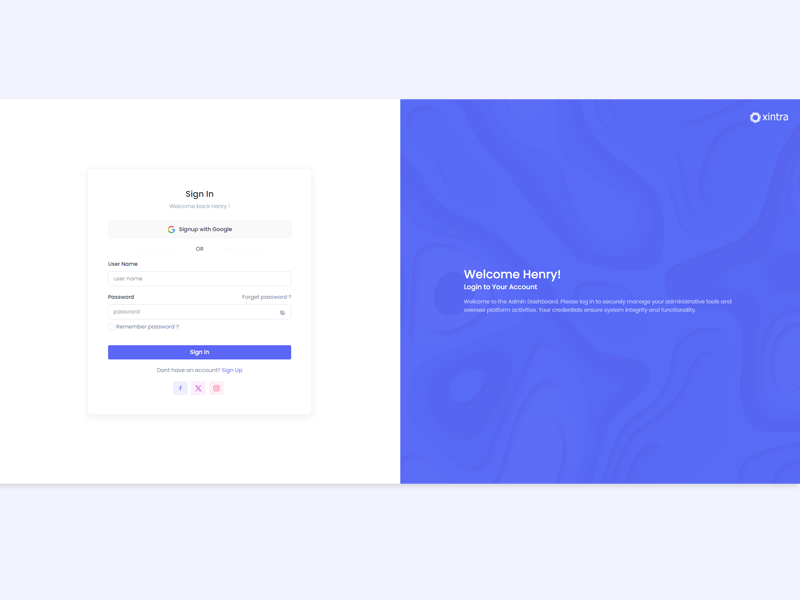 Sign In
Welcome back Henry !
Signup with Google
OR
User Name
user name
Password
Forget password ?
password
Remember password ?
Sign In
Dont have an account? Sign Up
xintra
Welcome Henry!
Login to Your Account
Welcome to the Admin Dashboard. Please log in to securely manage your administrative tools and
oversee platform activities. Your credentials ensure system integrity and functionality.